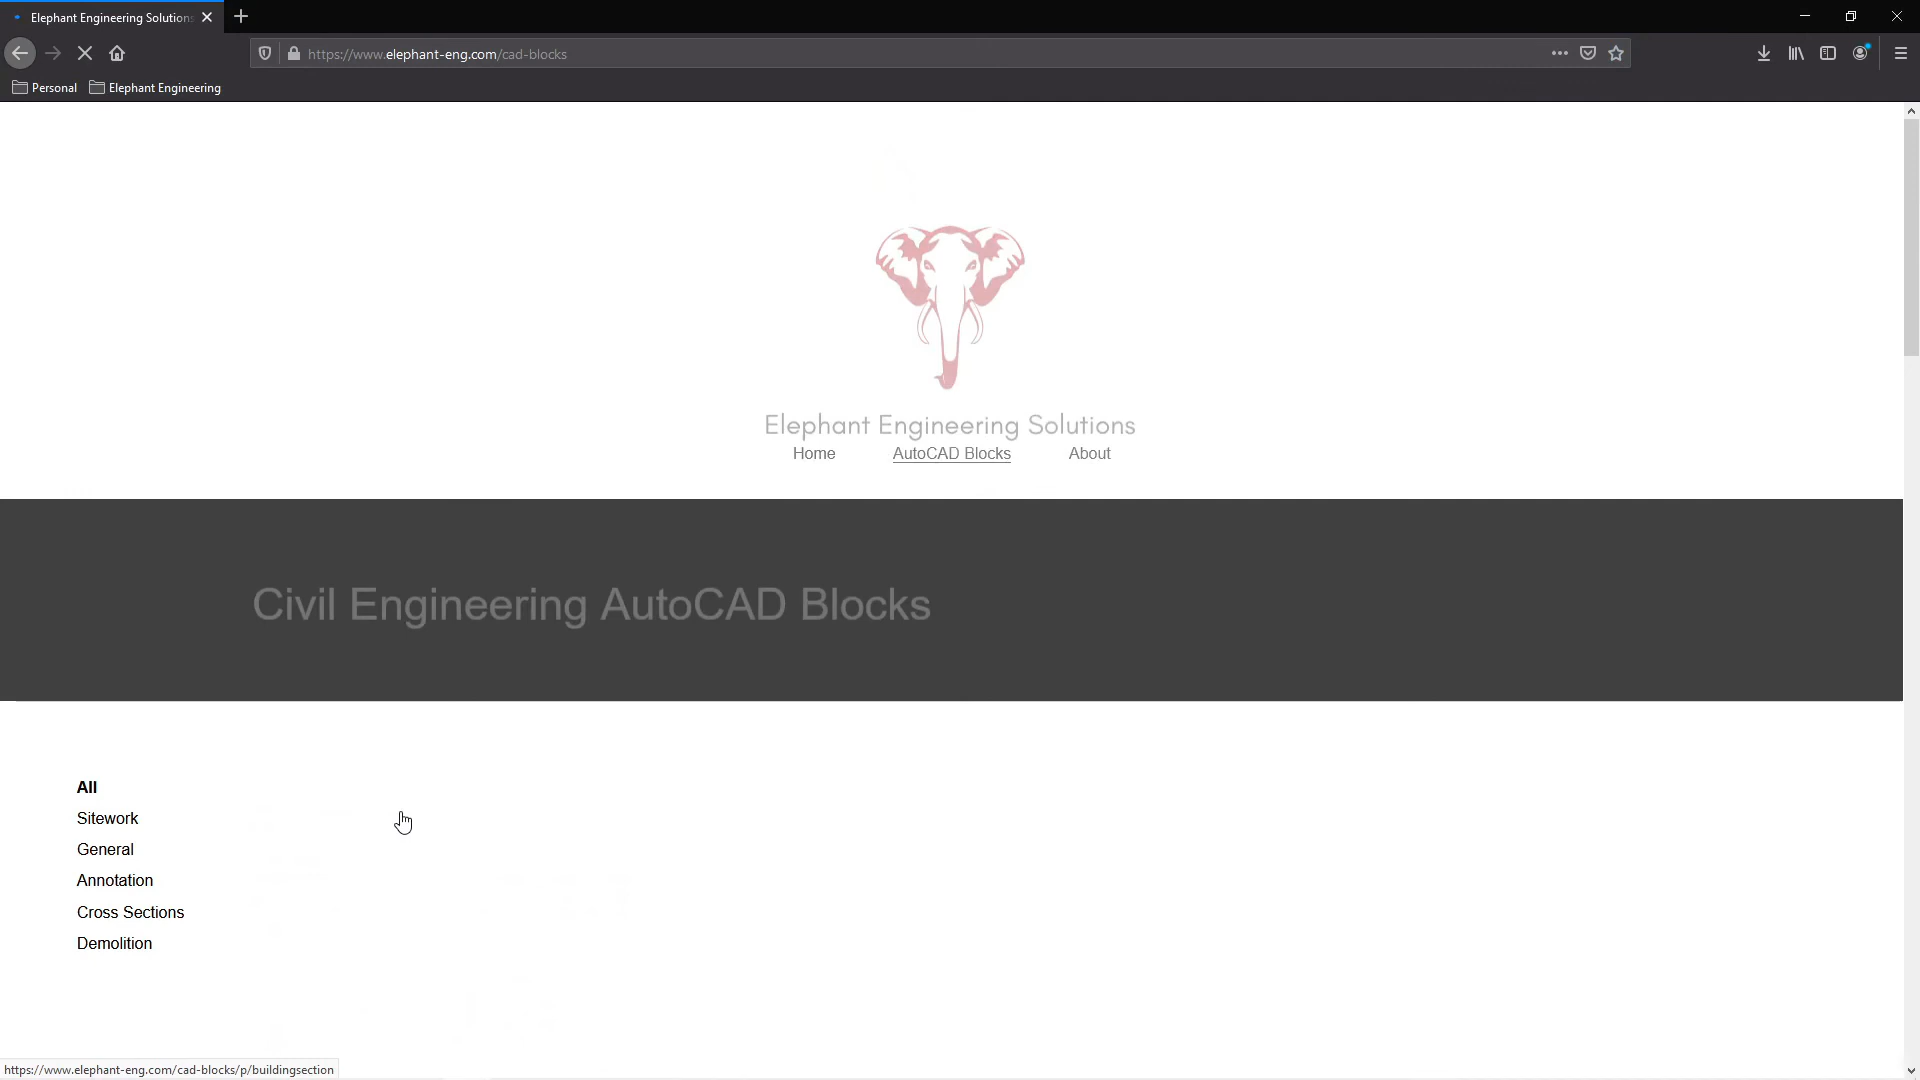 Elephant Engineering Solutions
https://www.elephant-eng.com/cad-blocks
Personal
Elephant Engineering
Elephant Engineering Solutions
Home
AutoCAD Blocks
About
Civil Engineering AutoCAD Blocks
All
Sitework
General
Annotation
Cross Sections
Demolition
https://www.elephant-eng.com/cad-blocks/p/buildingsection